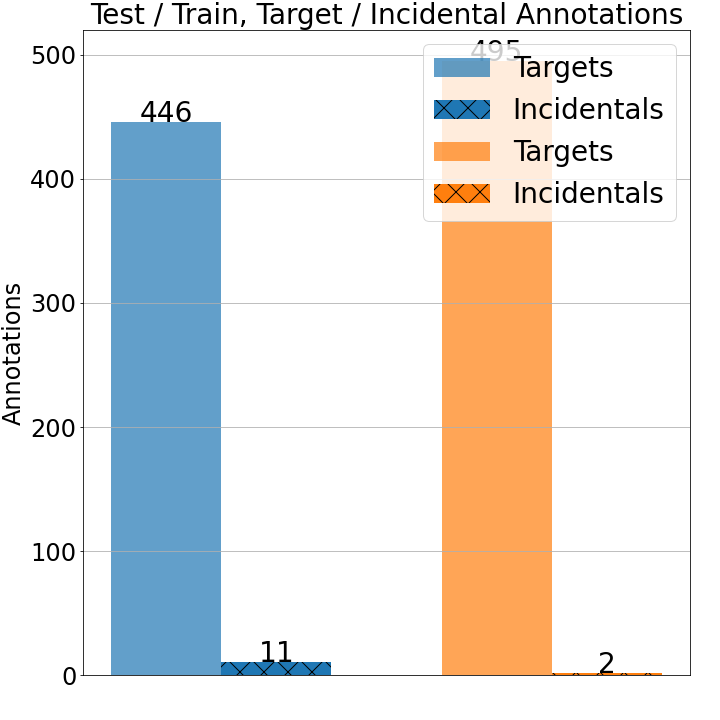 Test / Train, Target / Incidental Annotations
Annotations
500
400
300
200
100
0
446
11
495
2
Targets
Incidentals
Targets
Incidentals